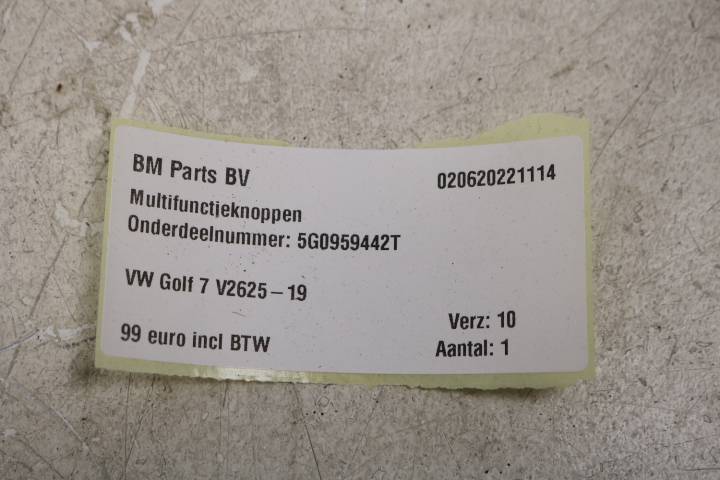 BM Parts BV 020620221114
Multifunctieknoppen
Onderdeelnummer: 5G0959442T
VW Golf 7 V2625-19
Verz: 10
99 euro incl BTW
Aantal: 1